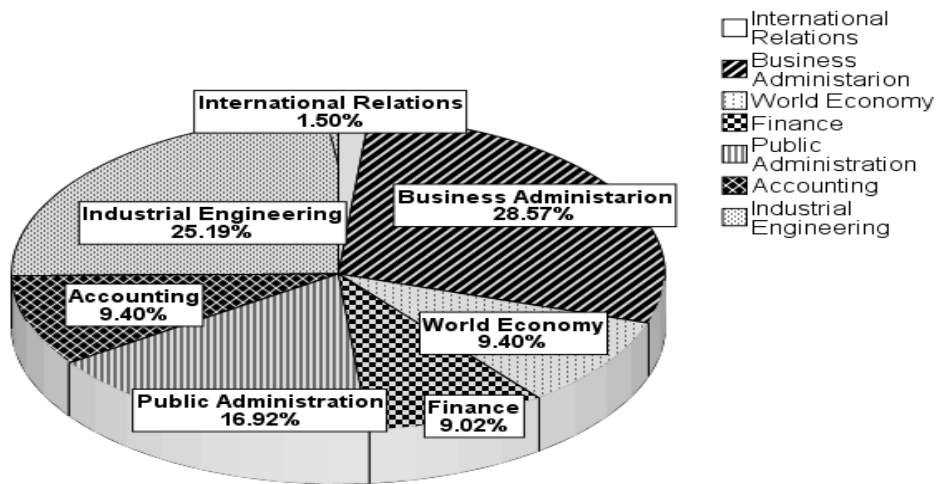 International Relations
1.50%
Business Administarion
28.57%
Industrial Engineering
25.19%
Accounting
9.40%
World Economy
9.40%
Public Administration
16.92%
Finance
9.02%
International
Relations
Business
Administarion
World Economy
Finance
Public
Administration
Accounting
Industrial
Engineering